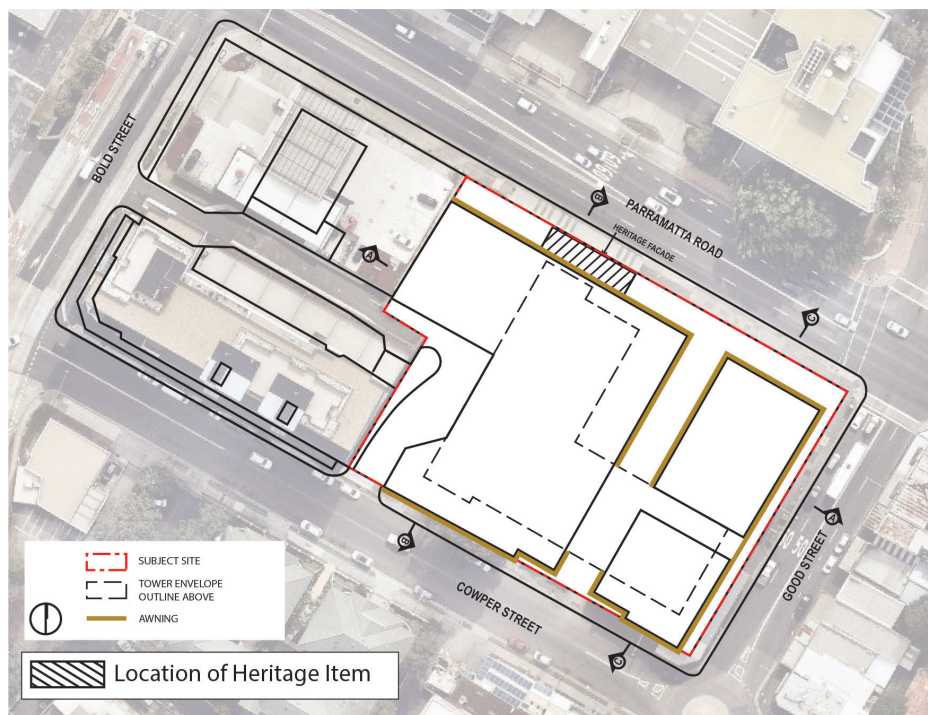 BOLD STREET
PARRAMATTA ROAD
HERITAGE FACADE
B
A
C
A
B
C
GOOD STREET
COWPER STREET
SUBJECT SITE
TOWER ENVELOPE
OUTLINE ABOVE
AWNING
Location of Heritage Item